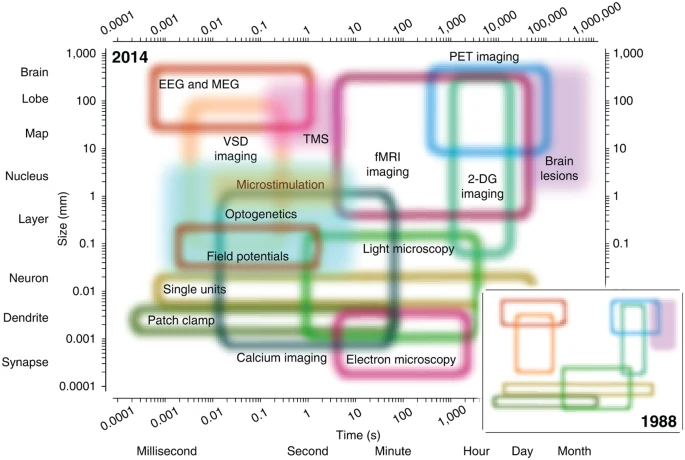 0.0001 0.001 0.01 0.1 1 10 100 1,000 10,000 100,000 1,000,000
2014
PET imaging
1,000 1,000
Brain
EEG and MEG
Lobe
100 100
Map
VSD
imaging
TMS
10 10
fMRI
imaging
Brain
lesions
Nucleus
Microstimulation
2-DG
imaging
1 1
Layer
Optogenetics
Size (mm)
Light microscopy
0.1 0.1
Field potentials
Neuron
Single units
0.01
Dendrite
Patch clamp
0.001
Calcium imaging
Electron microscopy
Synapse
0.0001
1988
0.0001 0.001 0.01 0.1 1 10 100 1,000
Time (s)
Millisecond Second Minute Hour Day Month